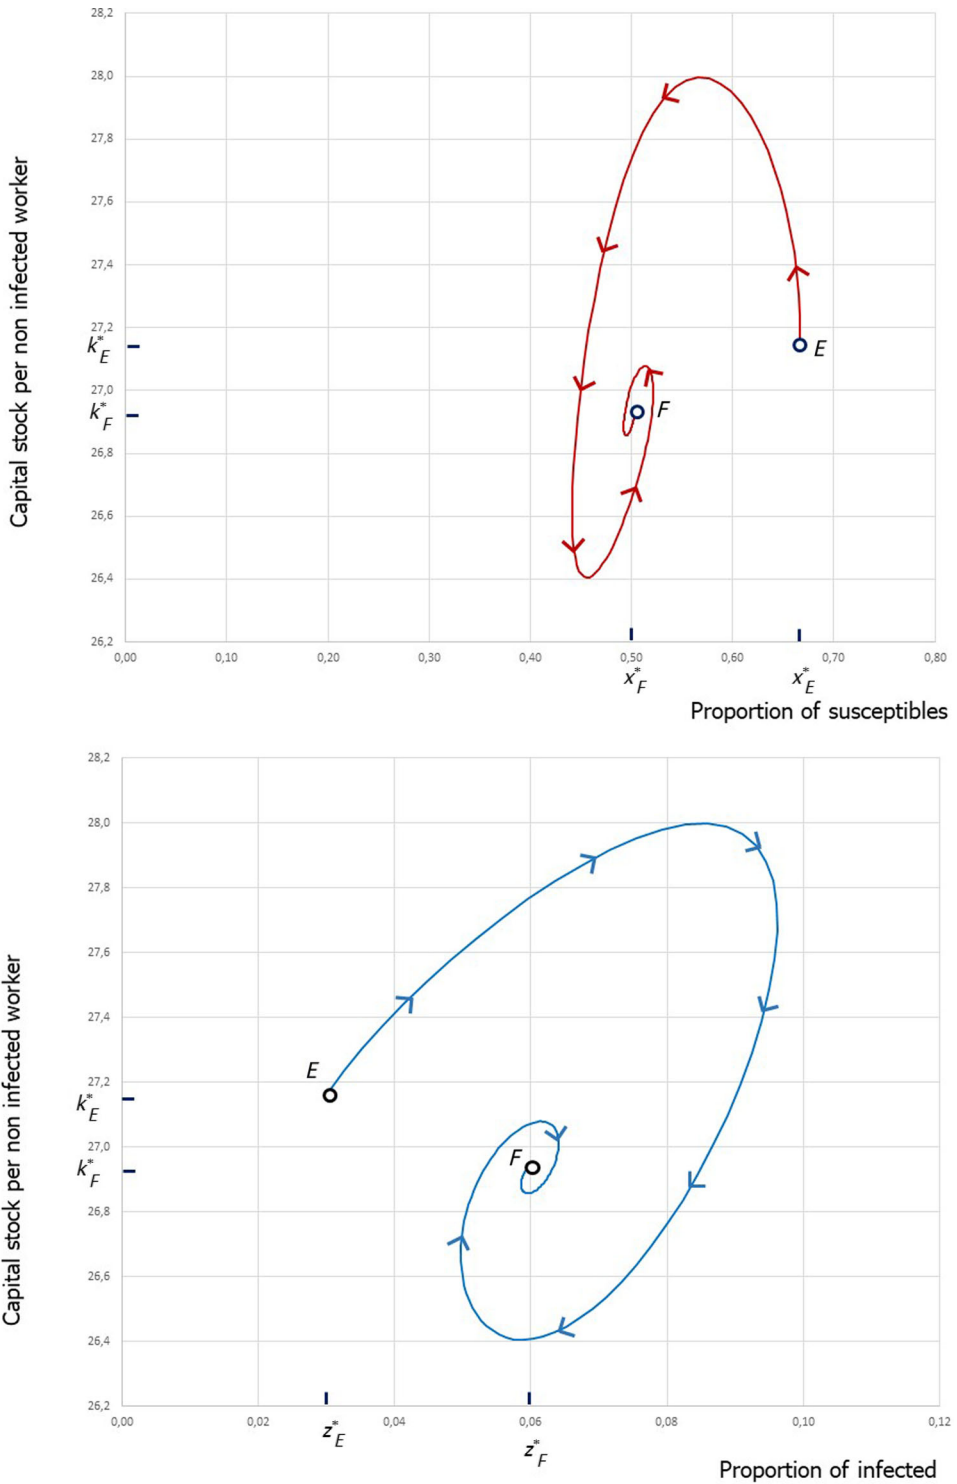 Capital stock per non infected worker
28,2
28,0
27,8
27,6
27,4
27,2
k*E
27,0
k*F
26,8
26,6
26,4
26,2
E
F
0,00 0,10 0,20 0,30 0,40 0,50 0,60 0,70 0,80
x*F x*E
Proportion of susceptibles
Capital stock per non infected worker
28,2
28,0
27,8
27,6
27,4
27,2
k*E
27,0
k*F
26,8
26,6
26,4
26,2
E
F
0,00 0,02 0,04 0,06 0,08 0,10 0,12
z*E z*F
Proportion of infected